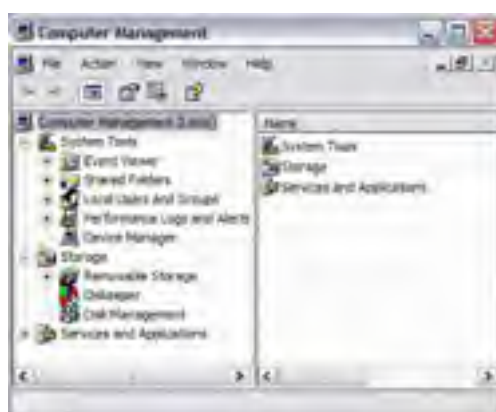 Computer Management
File Action View Window Help
Computer Management (Local)
System Tools
Event Viewer
Shared Folders
Local Users and Groups
Performance Logs and Alerts
Device Manager
Storage
Removable Storage
Diskeeper
Disk Management
Services and Applications
Name
System Tools
Storage
Services and Applications